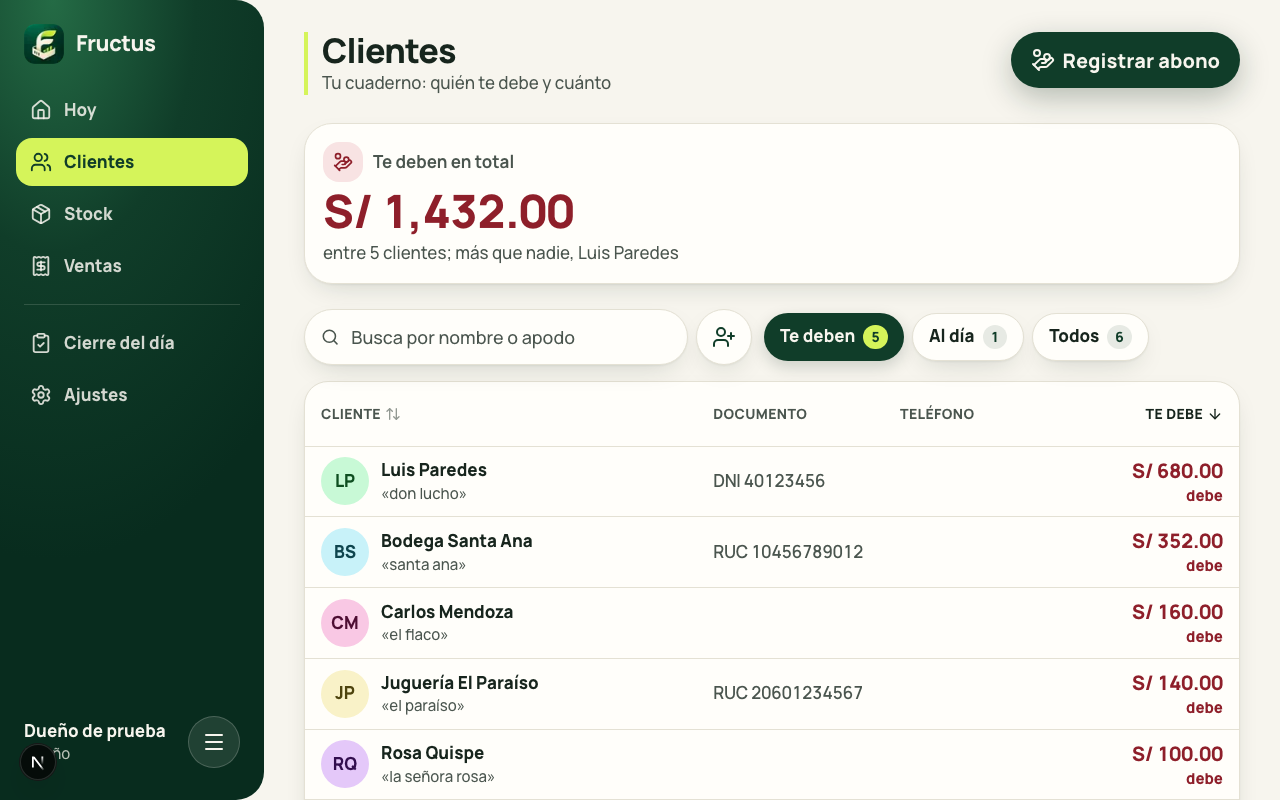 Fructus
Hoy
Clientes
Stock
Ventas
Cierre del día
Ajustes
Dueño de prueba
N
Clientes
Tu cuaderno: quién te debe y cuánto
Registrar abono
Te deben en total
S/ 1,432.00
entre 5 clientes; más que nadie, Luis Paredes
Busca por nombre o apodo
Te deben 5
Al día 1
Todos 6
CLIENTE DOCUMENTO TELÉFONO TE DEBE
LP Luis Paredes DNI 40123456 S/ 680.00
«don lucho» debe
BS Bodega Santa Ana RUC 10456789012 S/ 352.00
«santa ana» debe
CM Carlos Mendoza S/ 160.00
«el flaco» debe
JP Juguería El Paraíso RUC 20601234567 S/ 140.00
«el paraíso» debe
RQ Rosa Quispe S/ 100.00
«la señora rosa» debe